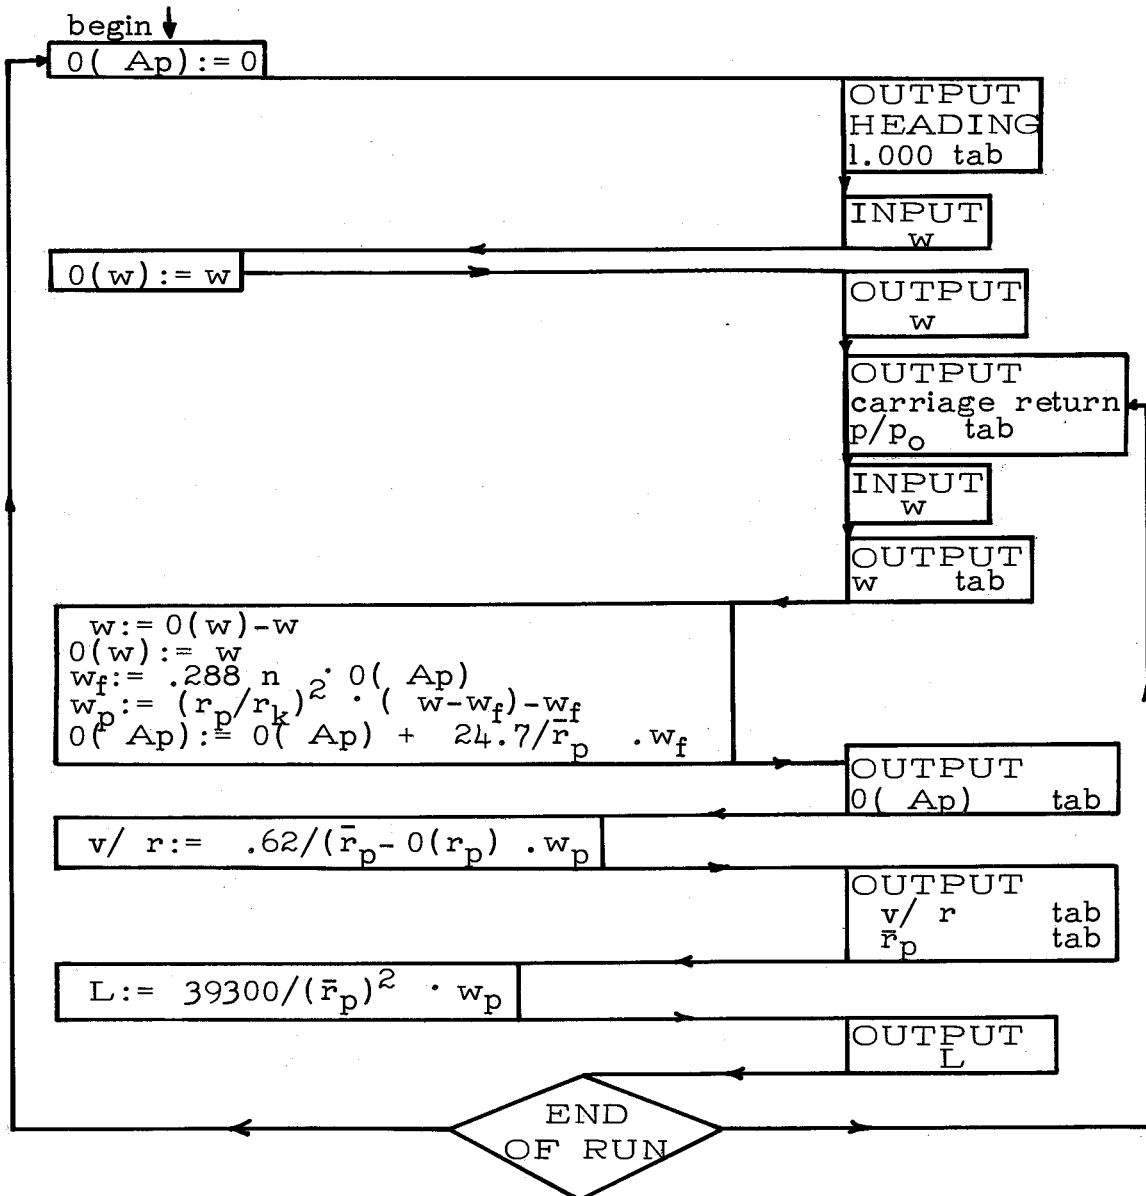 begin
0( Ap):= 0
OUTPUT
HEADING
1.000 tab
INPUT
w
0(w):= w
OUTPUT
w
OUTPUT
carriage return
p/p₀ tab
INPUT
w
OUTPUT
w tab
w:= 0(w)-w
0(w):= w
w_f:= .288 n · 0( Ap)
w_p:= (r_p/r_k)² · ( w-w_f)-w_f
0( Ap):= 0( Ap) + 24.7/r̄_p .w_f
OUTPUT
0( Ap) tab
v/ r:= .62/(r̄_p- 0(r_p) .w_p
OUTPUT
v/ r tab
r̄_p tab
L:= 39300/(r̄_p)² · w_p
OUTPUT
L
END
OF RUN